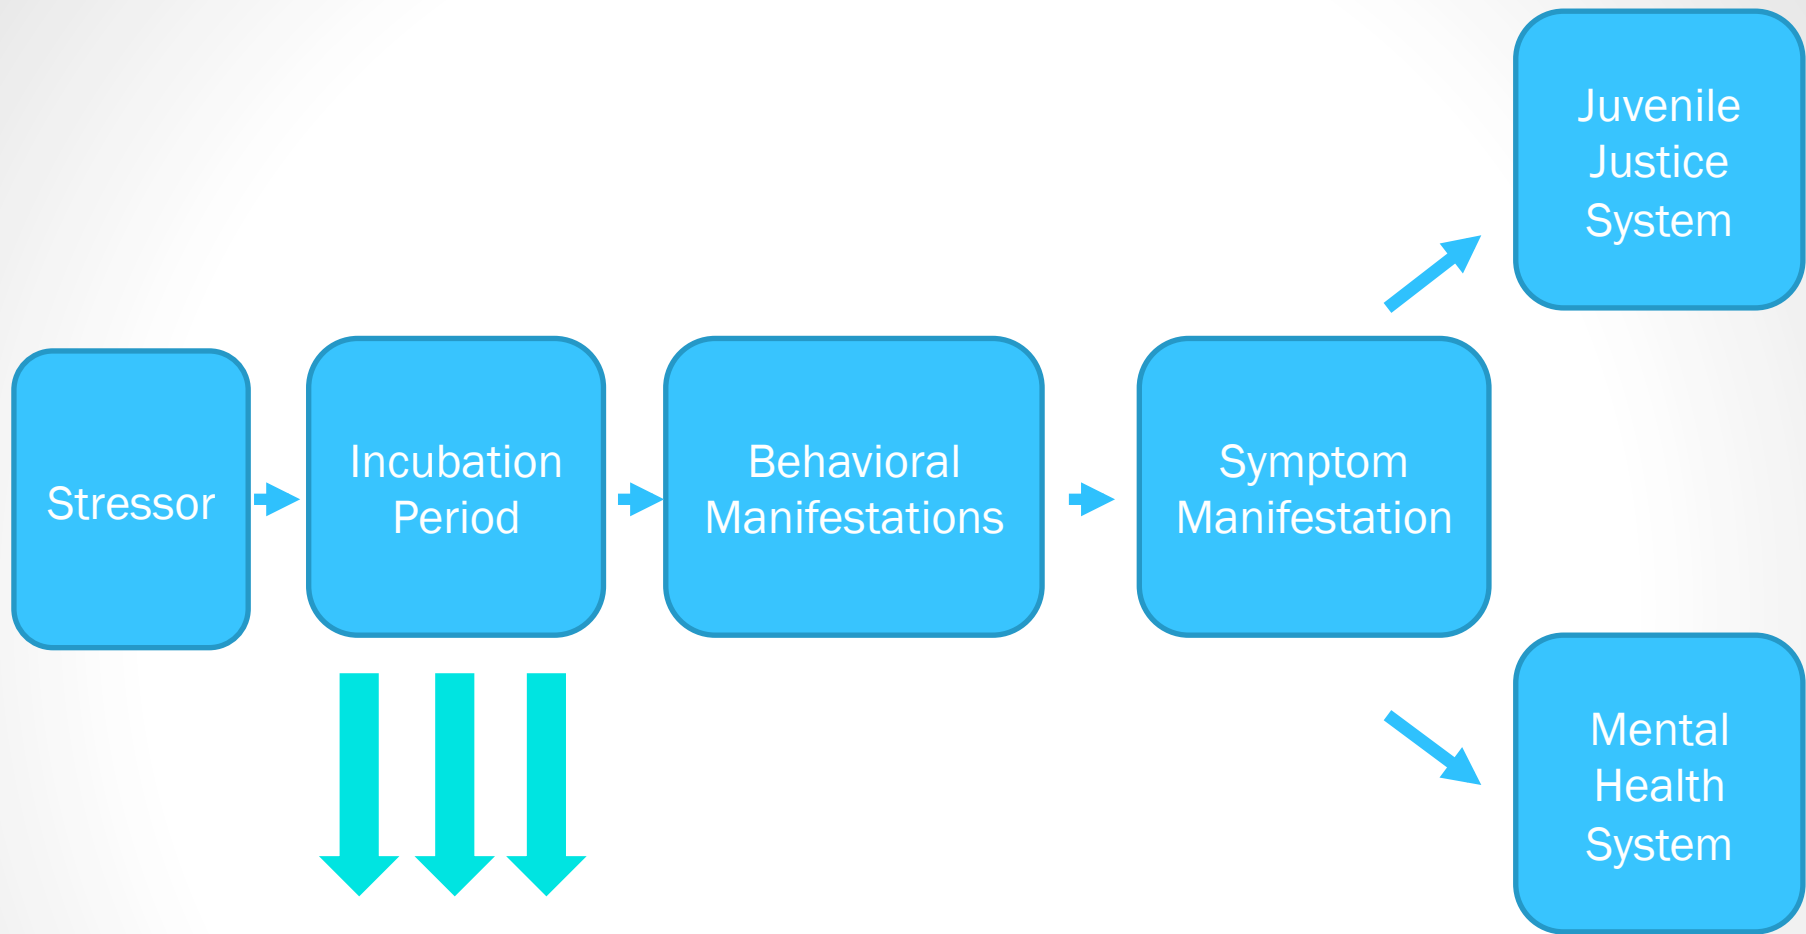 Stressor
Incubation
Period
Behavioral
Manifestations
Symptom
Manifestation
Juvenile
Justice
System
Mental
Health
System